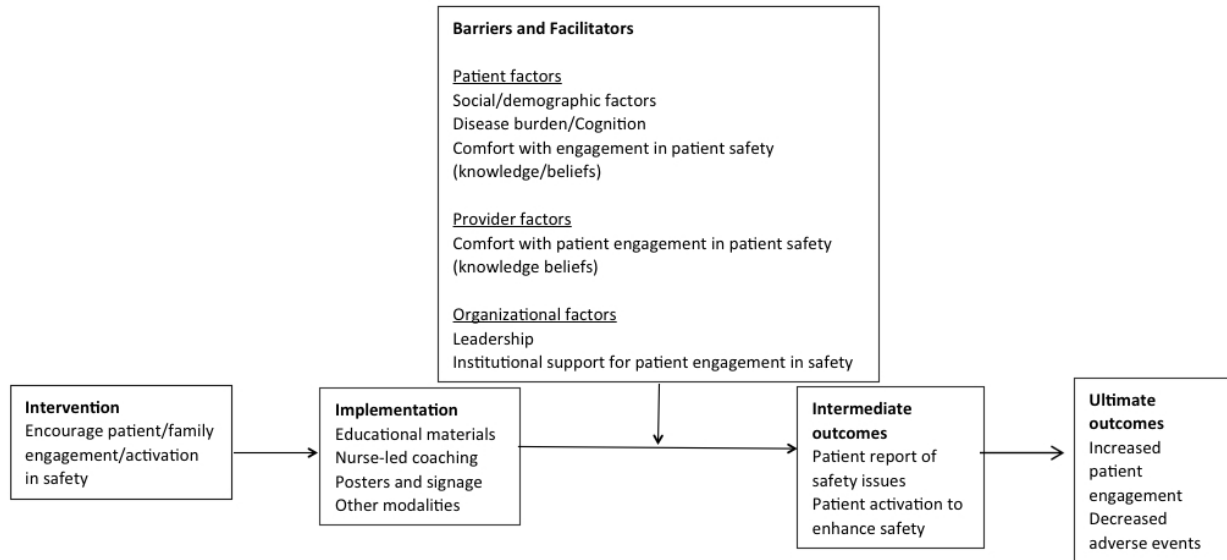 Barriers and Facilitators
Patient factors
Social/demographic factors
Disease burden/Cognition
Comfort with engagement in patient safety
(knowledge/beliefs)
Provider factors
Comfort with patient engagement in patient safety
(knowledge beliefs)
Organizational factors
Leadership
Institutional support for patient engagement in safety
Intervention
Encourage patient/family
engagement/activation
in safety
Implementation
Educational materials
Nurse-led coaching
Posters and signage
Other modalities
Intermediate
outcomes
Patient report of
safety issues
Patient activation to
enhance safety
Ultimate
outcomes
Increased
patient
engagement
Decreased
adverse events